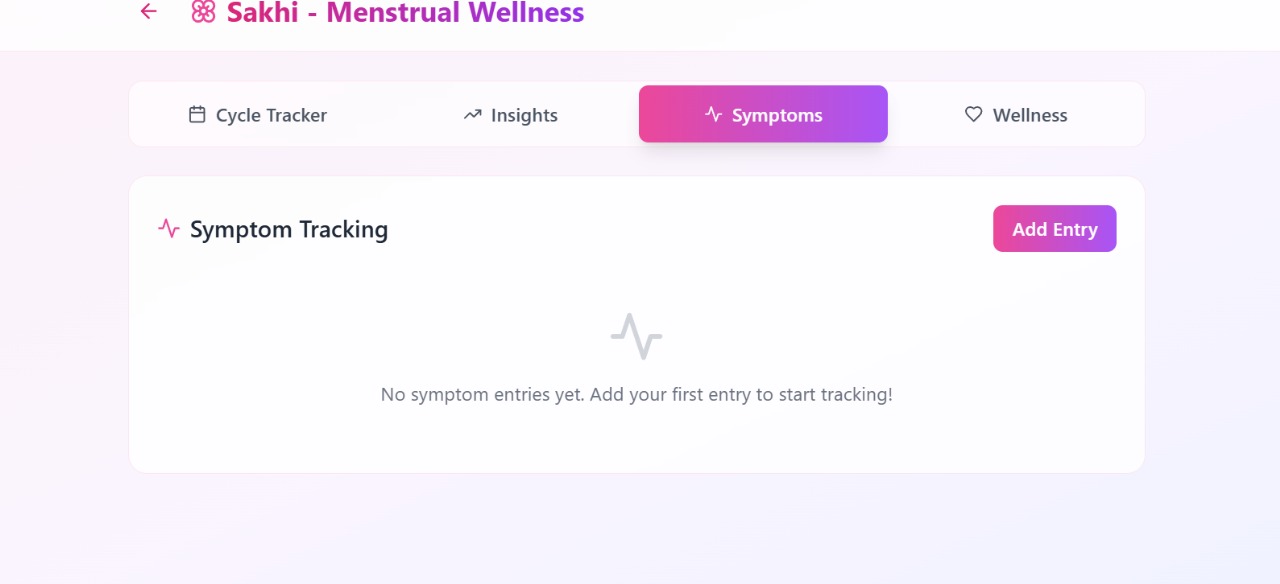 Sakhi - Menstrual Wellness
Cycle Tracker
Insights
Symptoms
Wellness
Symptom Tracking
Add Entry
No symptom entries yet. Add your first entry to start tracking!